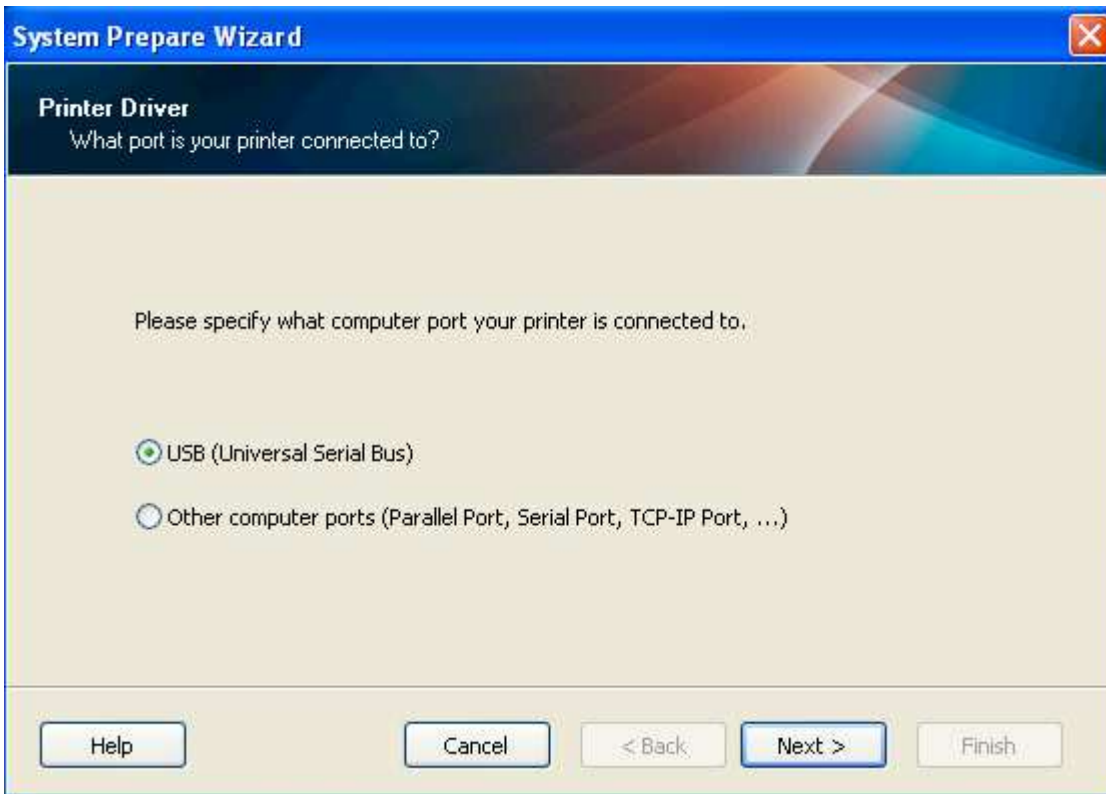 System Prepare Wizard
Printer Driver
What port is your printer connected to?
Please specify what computer port your printer is connected to.
USB (Universal Serial Bus)
Other computer ports (Parallel Port, Serial Port, TCP-IP Port, ...)
Help Cancel < Back Next > Finish